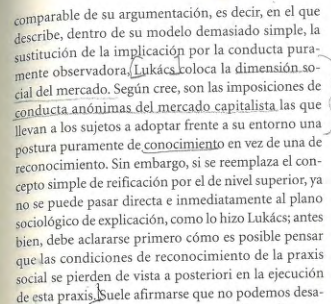 comparable de su argumentación, es decir, en el que
describe, dentro de su modelo demasiado simple, la
sustitución de la implicación por la conducta pura-
mente observadora, Lukács coloca la dimensión so-
cial del mercado. Según cree, son las imposiciones de
conducta anónimas del mercado capitalista las que
llevan a los sujetos a adoptar frente a su entorno una
postura puramente de conocimiento en vez de una de
reconocimiento. Sin embargo, si se reemplaza el con-
cepto simple de reificación por el de nivel superior, ya
no se puede pasar directa e inmediatamente al plano
sociológico de explicación, como lo hizo Lukács; antes
bien, debe aclararse primero cómo es posible pensar
que las condiciones de reconocimiento de la praxis
social se pierden de vista a posteriori en la ejecución
de esta praxis. Suele afirmarse que no podemos desa-